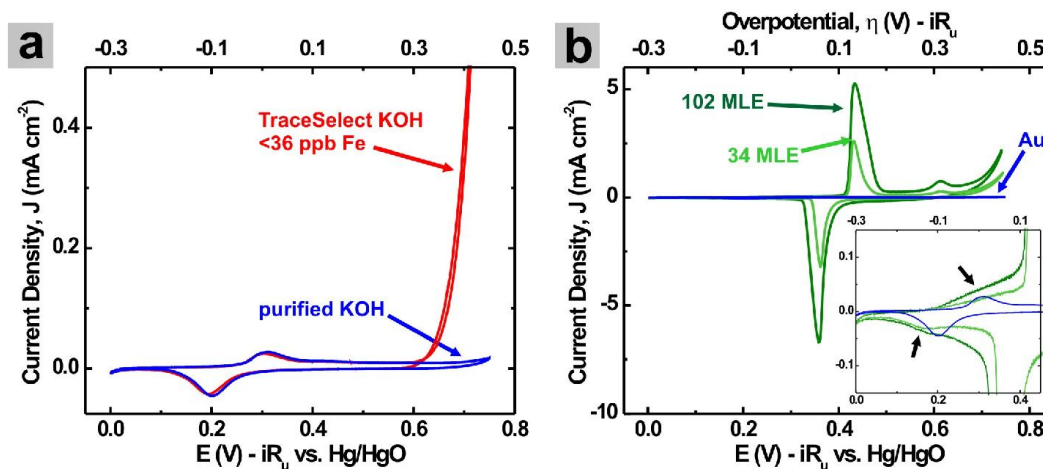 a
-0.3 -0.1 0.1 0.3 0.5
Current Density, J (mA cm-2)
0.4
0.2
0.0
TraceSelect KOH
<36 ppb Fe
purified KOH
0.0 0.2 0.4 0.6 0.8
E (V) - iRu vs. Hg/HgO
b
Overpotential, η (V) - iRu
-0.3 -0.1 0.1 0.3 0.5
Current Density, J (mA cm-2)
5
0
-5
-10
102 MLE
34 MLE
Au
-0.3 -0.1 0.1
0.1
0.0
-0.1
0.0 0.2 0.4
0.0 0.2 0.4 0.6 0.8
E (V) - iRu vs. Hg/HgO